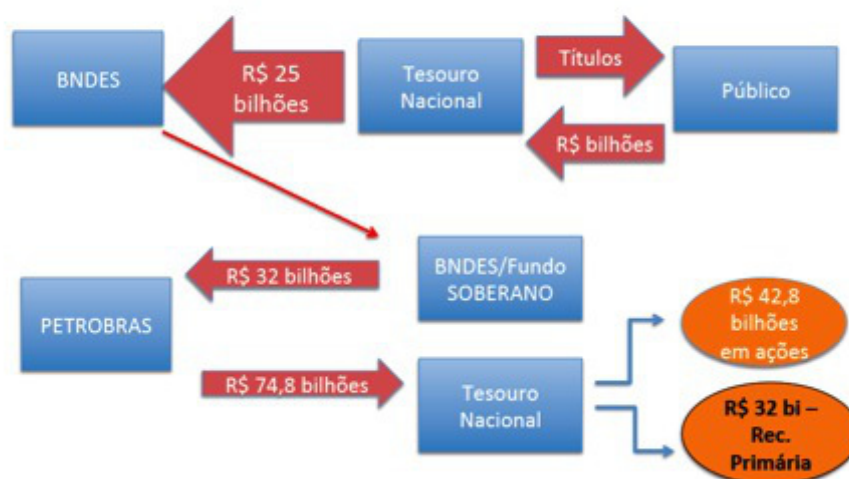 BNDES
R$ 25
bilhões
Tesouro
Nacional
Títulos
R$ bilhões
Público
R$ 32 bilhões
BNDES/Fundo
SOBERANO
PETROBRAS
R$ 74,8 bilhões
Tesouro
Nacional
R$ 42,8
bilhões
em ações
R$ 32 bi –
Rec.
Primária